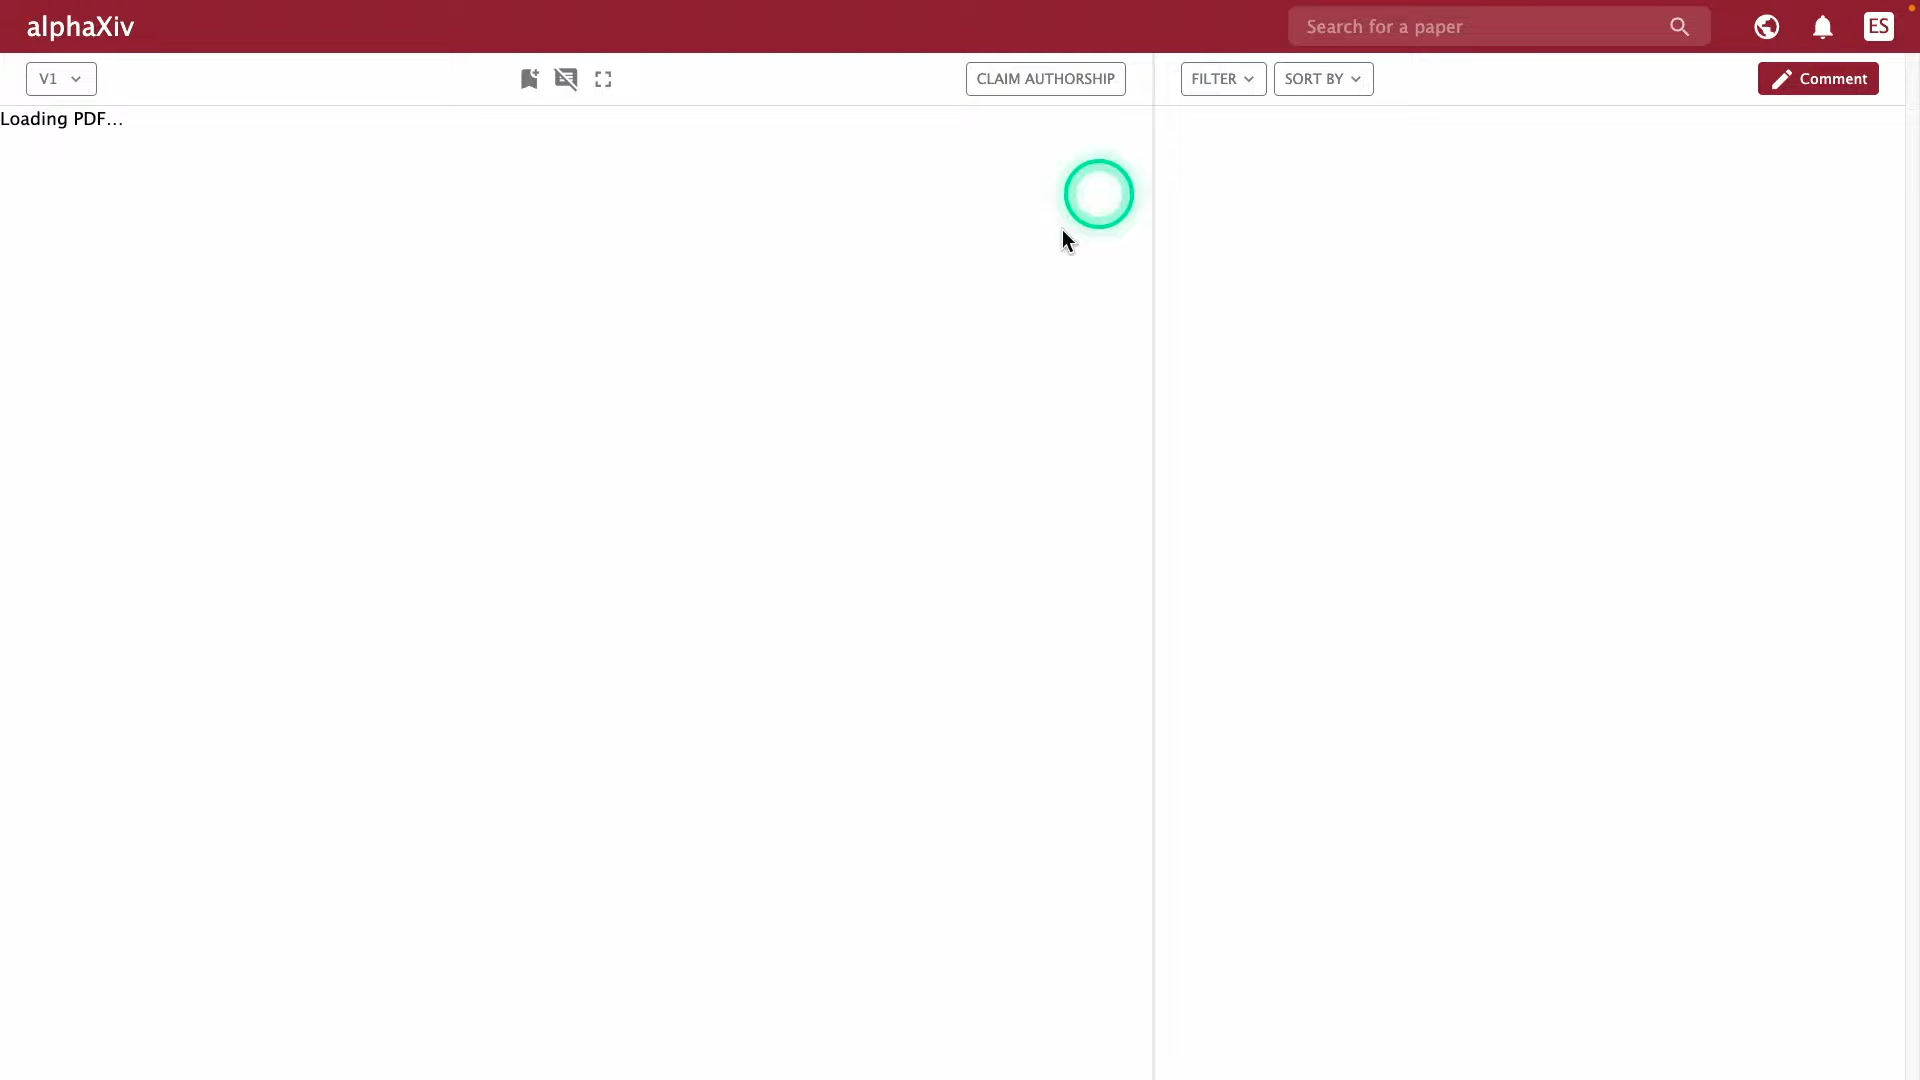 alphaXiv
Search for a paper
ES
V1
CLAIM AUTHORSHIP
FILTER
SORT BY
Comment
Loading PDF...